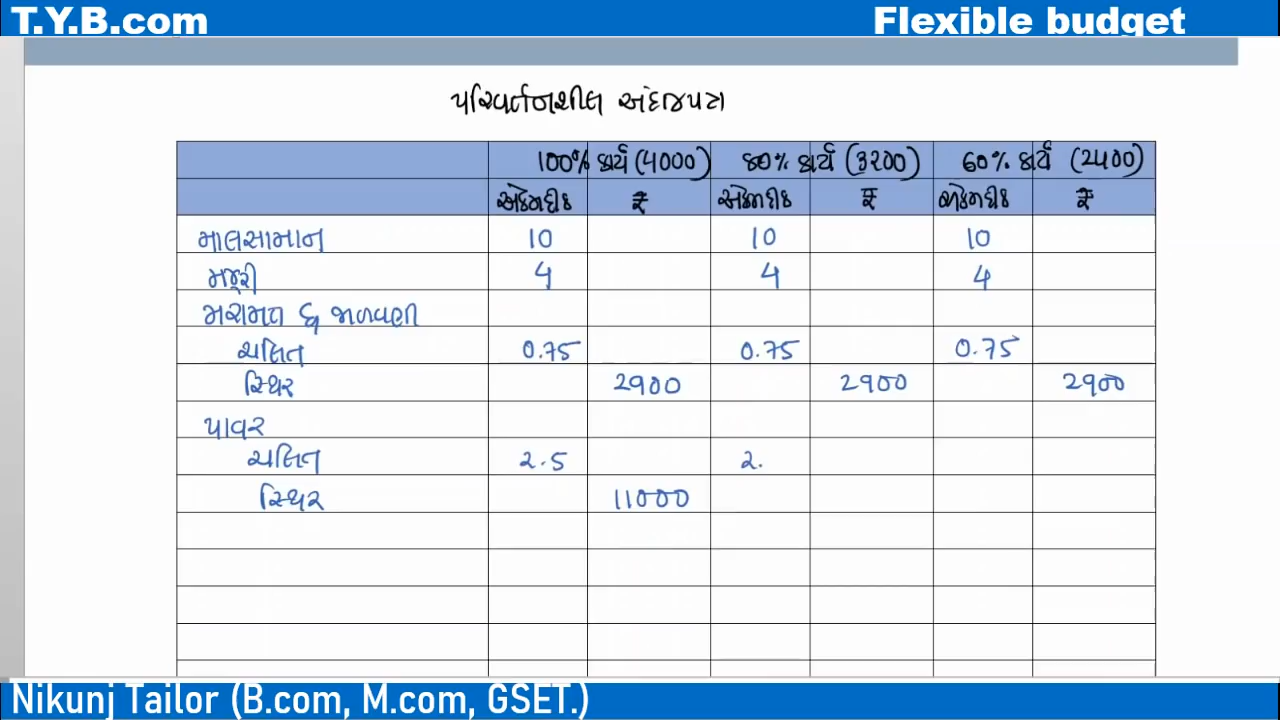 T.Y.B.com Flexible budget
પરિવર્તનશીલ અંદાજપત્ર
100% કાર્ય (4000) 80% કાર્ય (3200) 60% કાર્ય (2400)
એકમદીઠ ₹ એકમદીઠ ₹ એકમદીઠ ₹
માલસામાન 10 10 10
મજૂરી 4 4 4
મરામત & જાળવણી
ચલિત 0.75 0.75 0.75
સ્થિર 2900 2900 2900
પાવર
ચલિત 2.5 2.
સ્થિર 11000
Nikunj Tailor (B.com, M.com, GSET.)